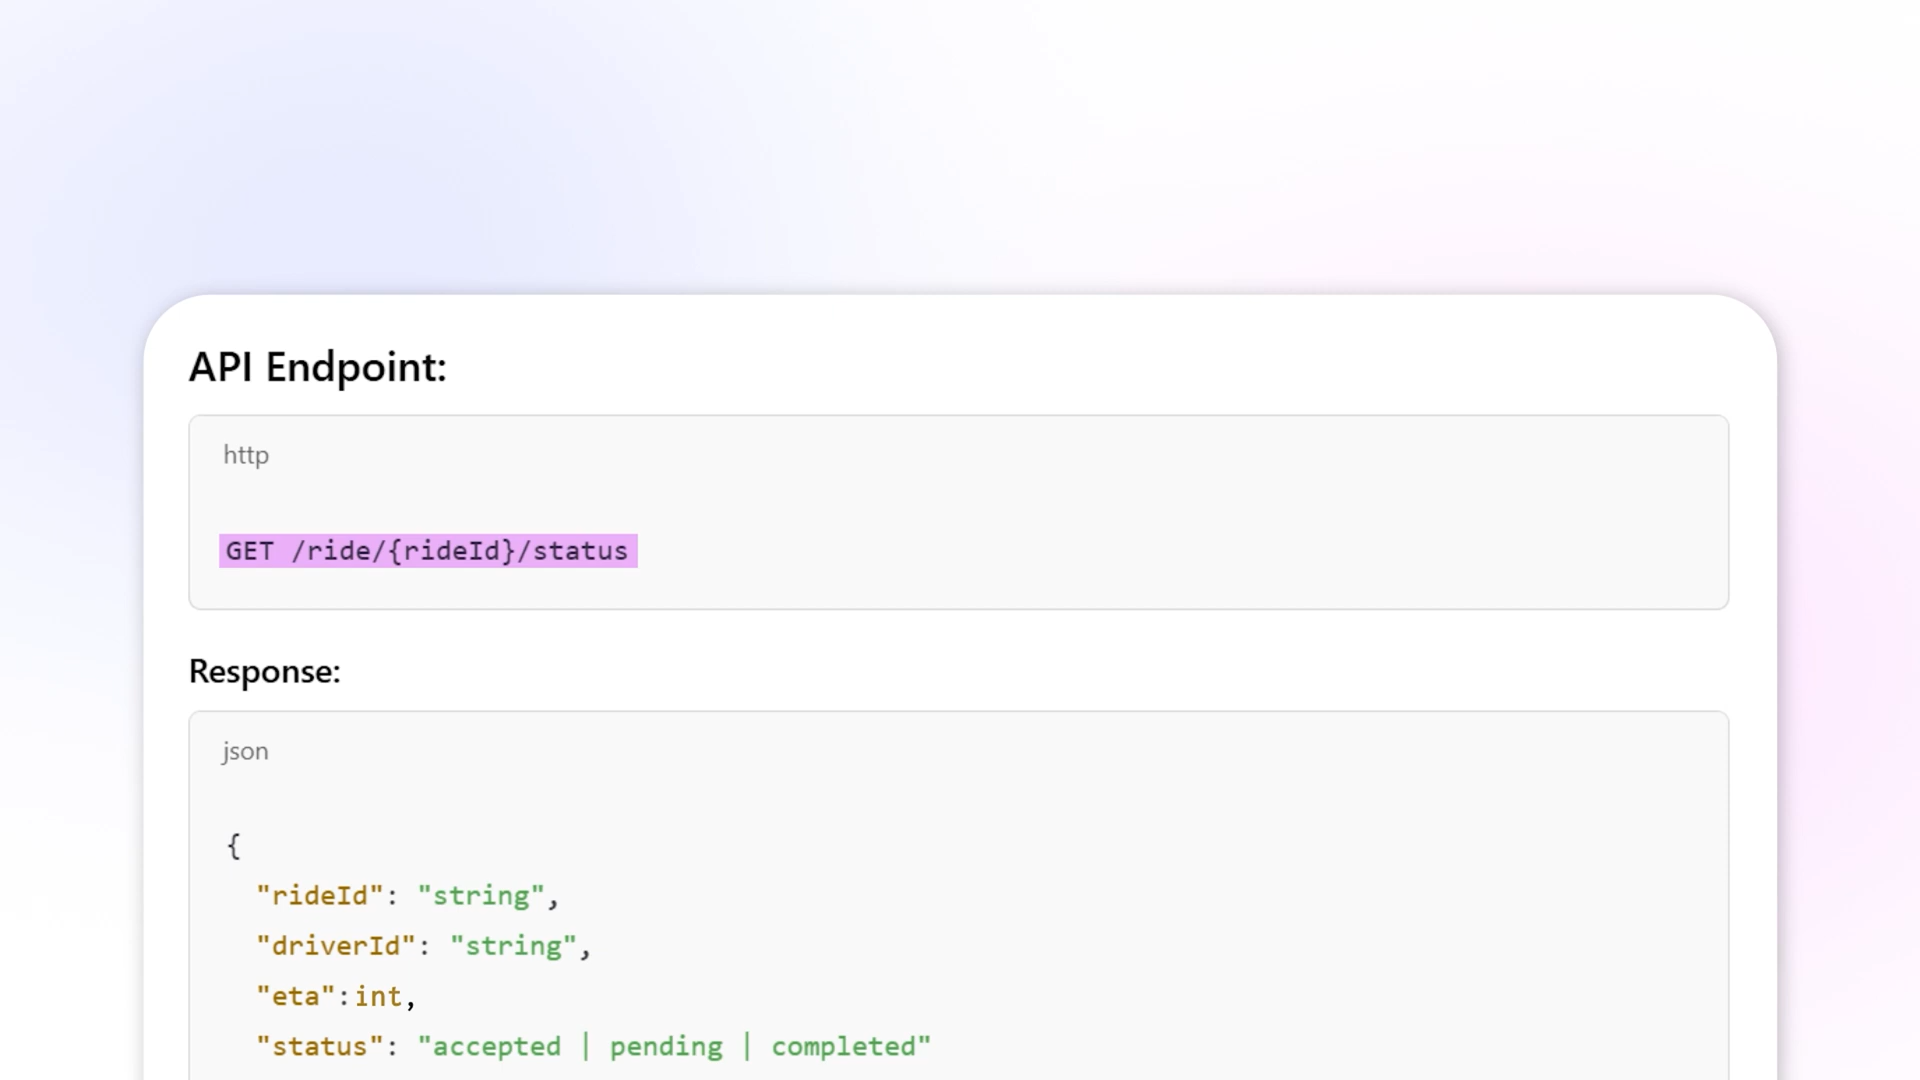 API Endpoint:
http
GET /ride/{rideId}/status
Response:
json
{
"rideId": "string",
"driverId": "string",
"eta":int,
"status": "accepted | pending | completed"